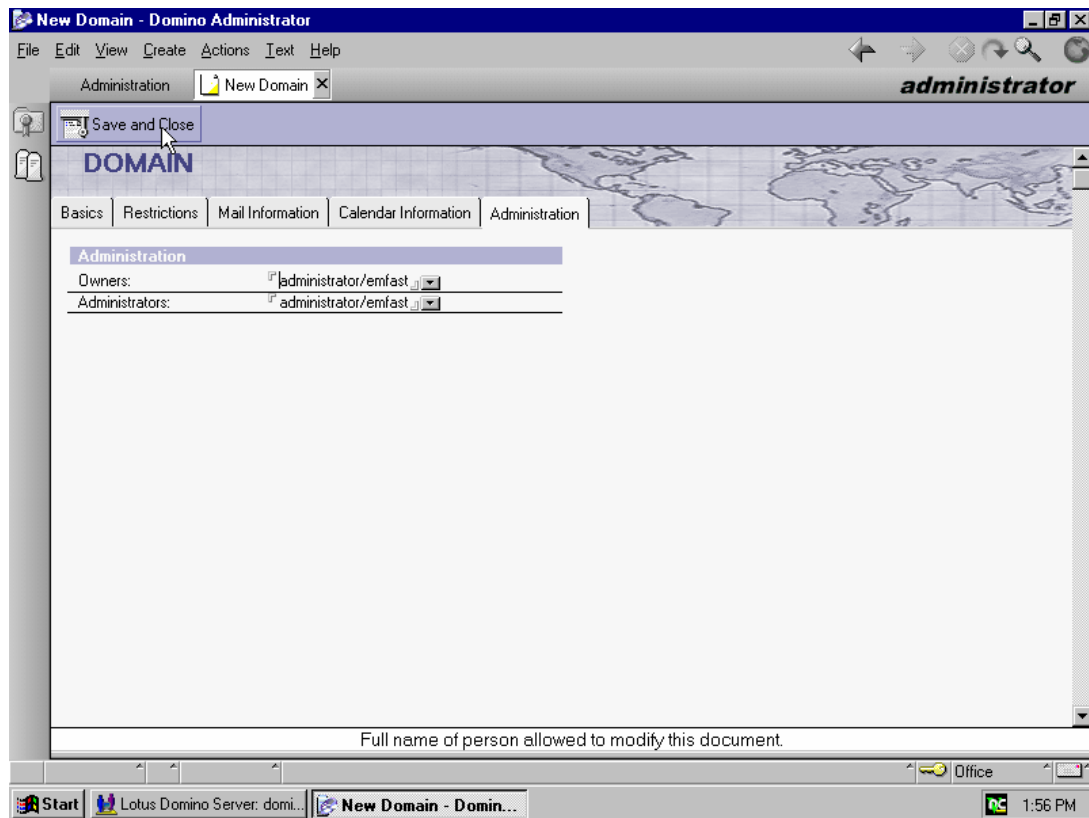 New Domain - Domino Administrator
File Edit View Create Actions Text Help
Administration New Domain administrator
Save and Close
DOMAIN
Basics Restrictions Mail Information Calendar Information Administration
Administration
Owners: administrator/emfast
Administrators: administrator/emfast
Full name of person allowed to modify this document.
Office
Start Lotus Domino Server: domi... New Domain - Domin... 1:56 PM